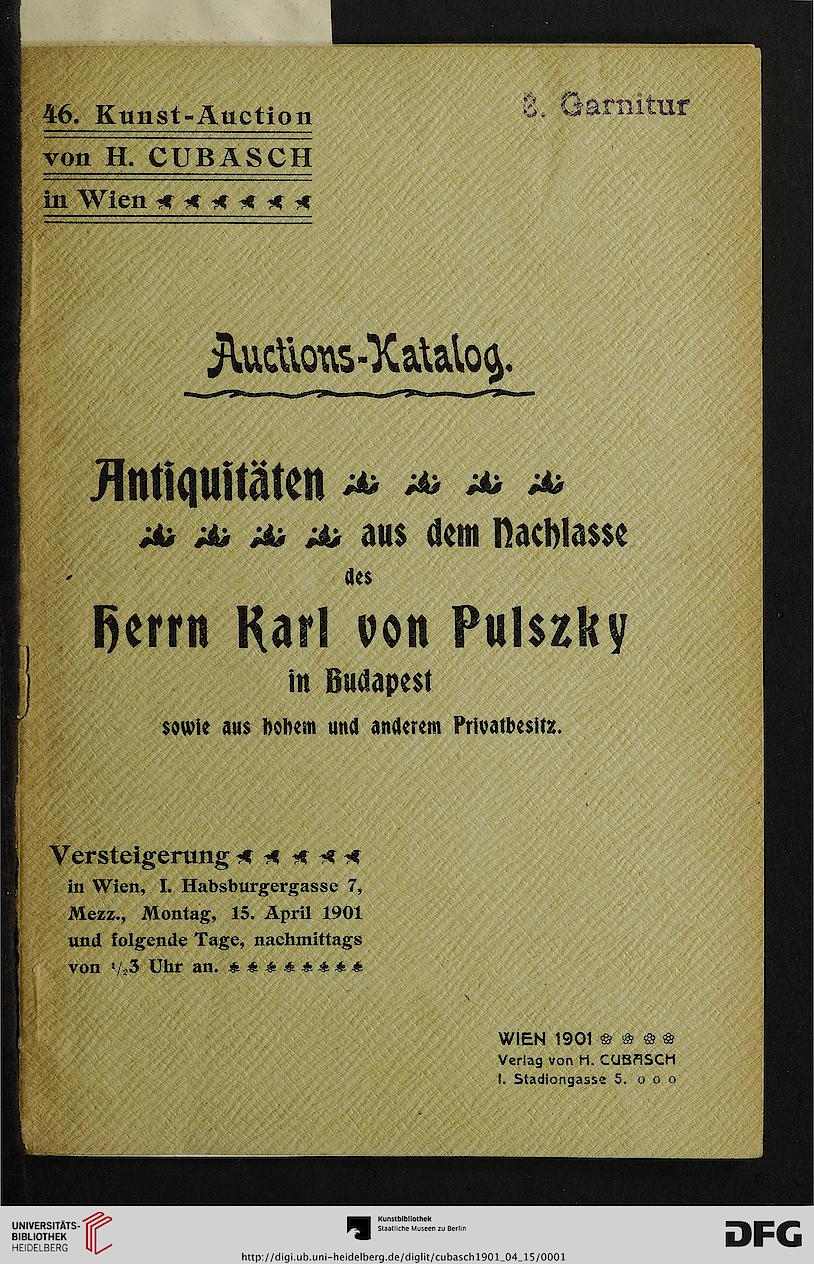 46. Kunst-Auction
von H. CUBASCH
in Wien
8. Garnitur
Auctions-Katalog.
Antiquitäten
aus dem Nachlasse
des
Herrn Karl von Pulszky
in Budapest
sowie aus hohem und anderem Privatbesitz.
Versteigerung
in Wien, I. Habsburgergasse 7,
Mezz., Montag, 15. April 1901
und folgende Tage, nachmittags
von 1/23 Uhr an.
WIEN 1901
Verlag von H. CUBASCH
I. Stadiongasse 5. o o o
UNIVERSITÄTS-
BIBLIOTHEK
HEIDELBERG
Kunstbibliothek
Staatliche Museen zu Berlin
http://digi.ub.uni-heidelberg.de/diglit/cubasch1901_04_15/0001
DFG